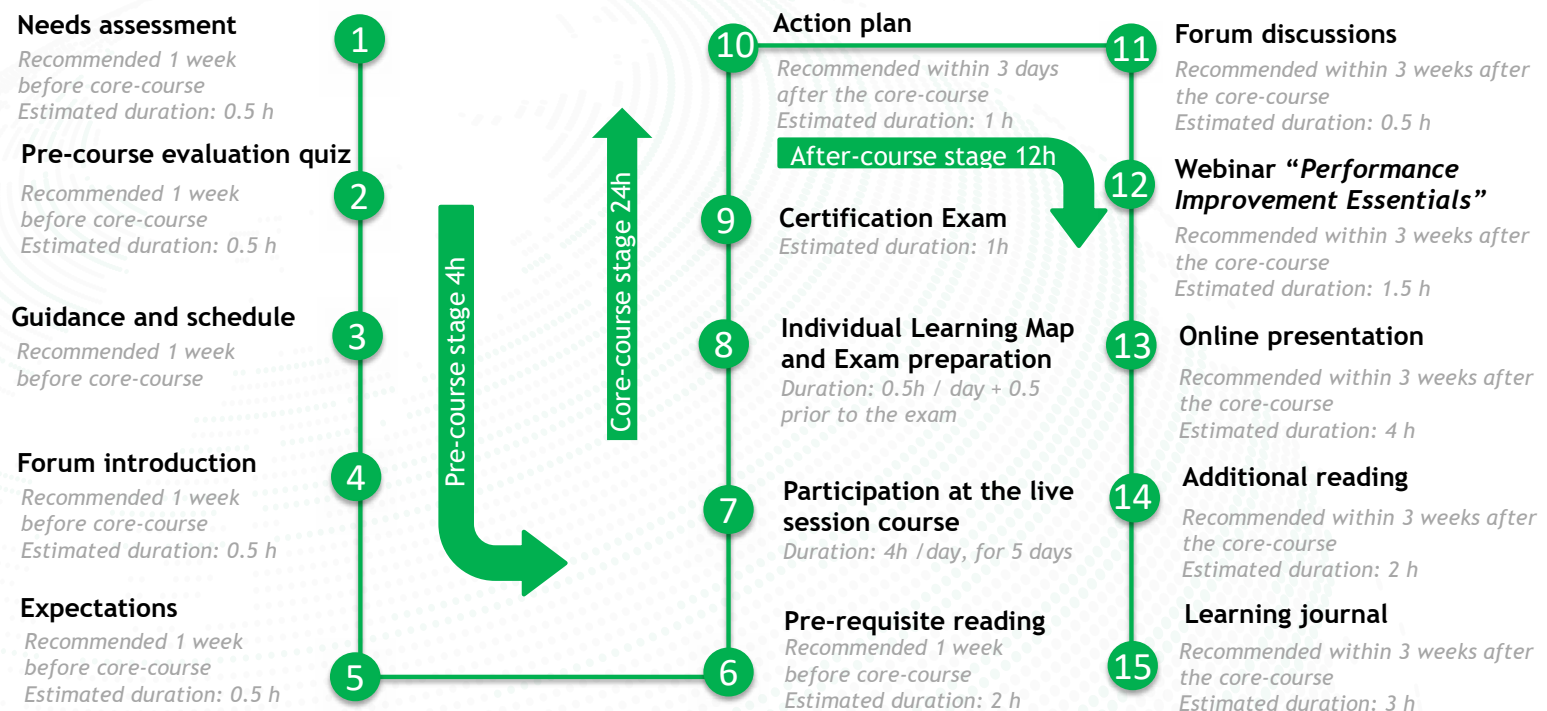 Needs assessment
Recommended 1 week
before core-course
Estimated duration: 0.5 h
1
Pre-course evaluation quiz
Recommended 1 week
before core-course
Estimated duration: 0.5 h
2
Guidance and schedule
Recommended 1 week
before core-course
3
Forum introduction
Recommended 1 week
before core-course
Estimated duration: 0.5 h
4
Expectations
Recommended 1 week
before core-course
Estimated duration: 0.5 h
5
Pre-course stage 4h
Core-course stage 24h
6
Pre-requisite reading
Recommended 1 week
before core-course
Estimated duration: 2 h
7
Participation at the live
session course
Duration: 4h /day, for 5 days
8
Individual Learning Map
and Exam preparation
Duration: 0.5h / day + 0.5
prior to the exam
9
Certification Exam
Estimated duration: 1h
10
Action plan
Recommended within 3 days
after the core-course
Estimated duration: 1 h
After-course stage 12h
11
Forum discussions
Recommended within 3 weeks after
the core-course
Estimated duration: 0.5 h
12
Webinar “Performance
Improvement Essentials”
Recommended within 3 weeks after
the core-course
Estimated duration: 1.5 h
13
Online presentation
Recommended within 3 weeks after
the core-course
Estimated duration: 4 h
14
Additional reading
Recommended within 3 weeks after
the core-course
Estimated duration: 2 h
15
Learning journal
Recommended within 3 weeks after
the core-course
Estimated duration: 3 h